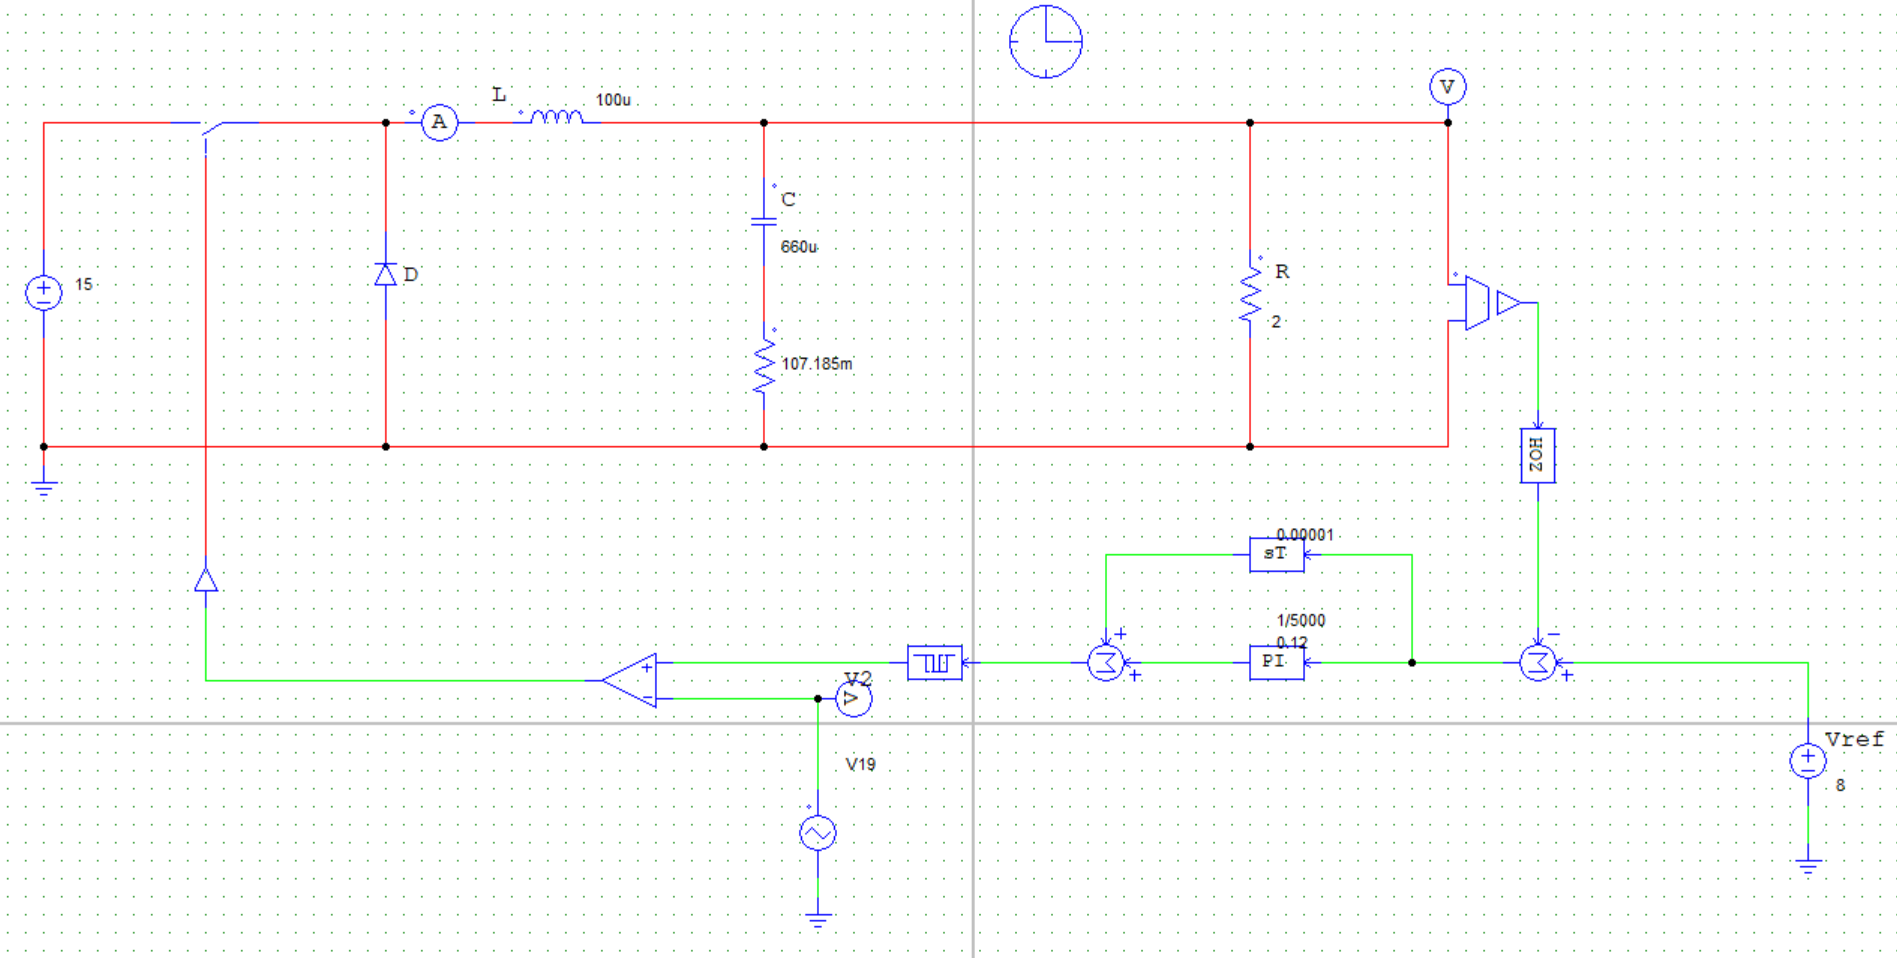 V
L
100u
A
C
660u
15
D
R
2
107.185m
ZOH
0.00001
sT
1/5000
0.12
PI
Σ
+
+
Σ
−
+
V2
V
+
−
V19
Vref
8